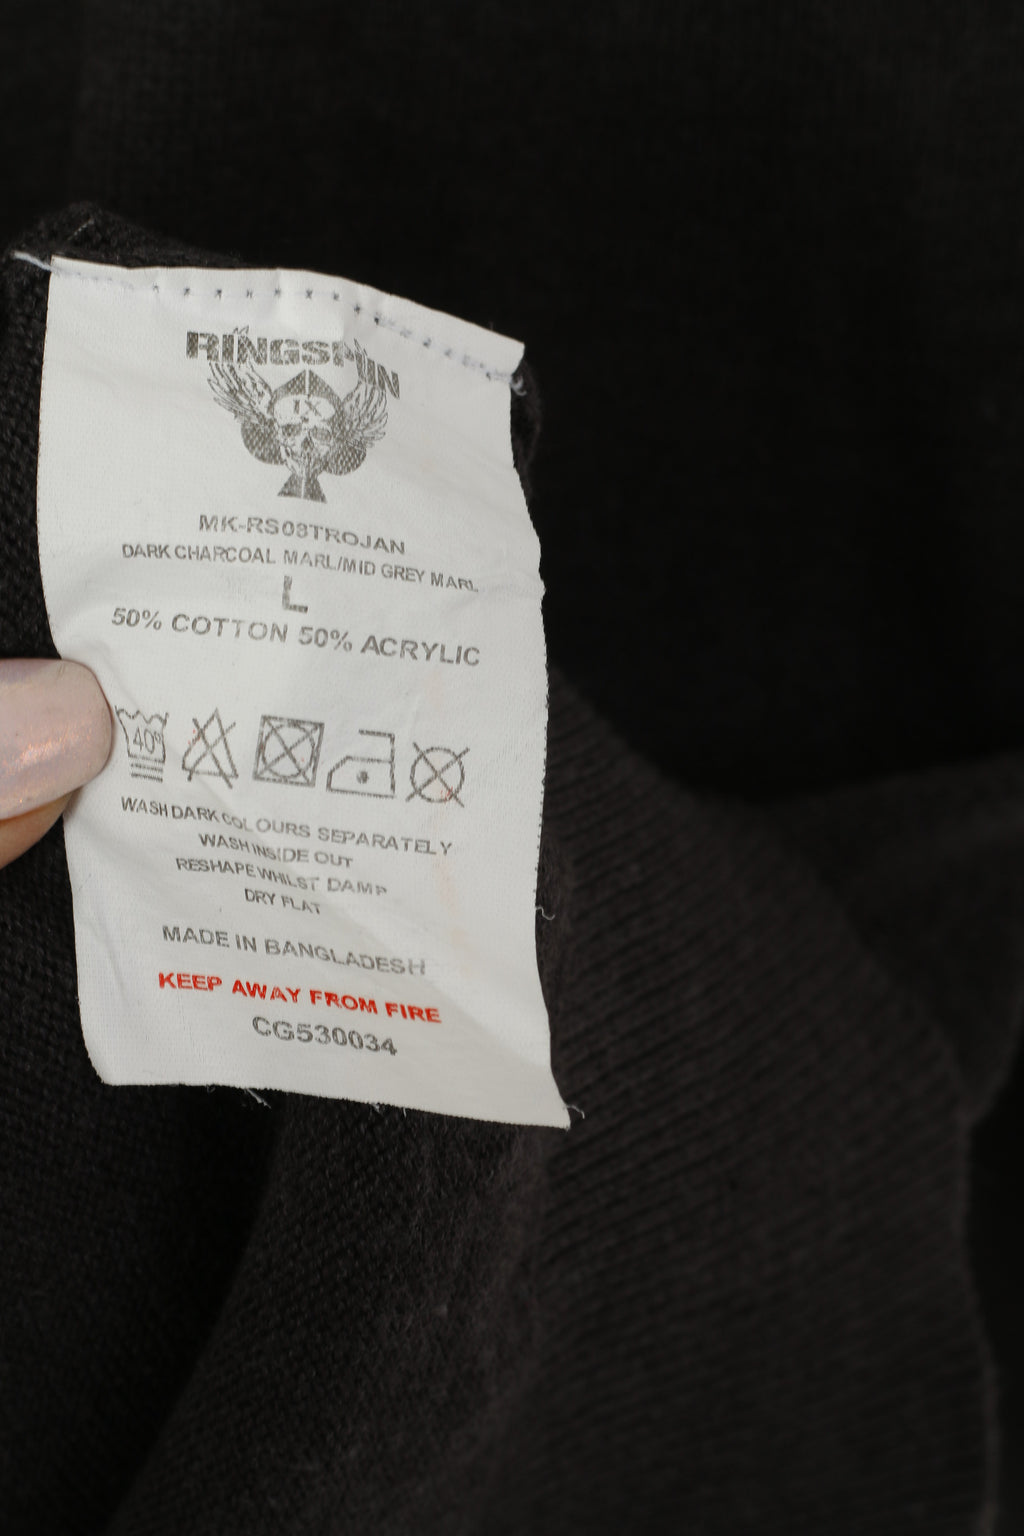 RINGSPIN
IX
MK-RS08TROJAN
DARK CHARCOAL MARL/MID GREY MARL
L
50% COTTON 50% ACRYLIC
40°
WASH DARK COLOURS SEPARATELY
WASH INSIDE OUT
RESHAPE WHILST DAMP
DRY FLAT
MADE IN BANGLADESH
KEEP AWAY FROM FIRE
CG530034